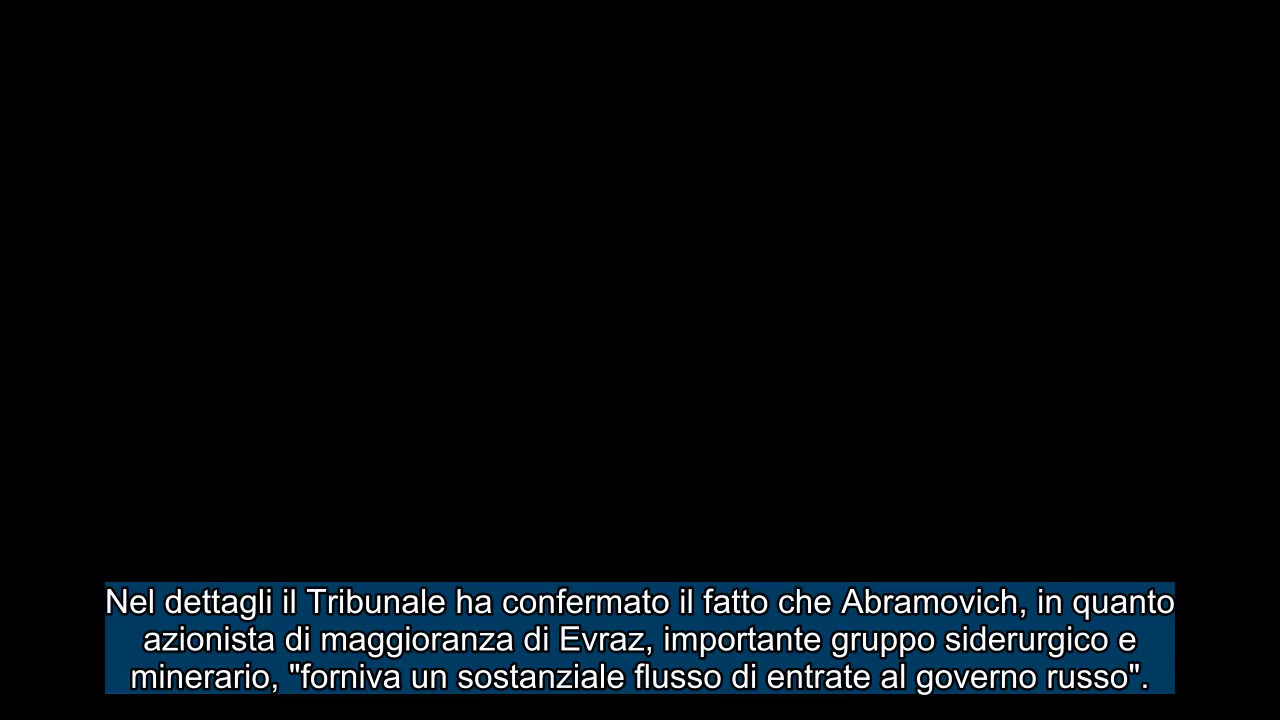 Nel dettagli il Tribunale ha confermato il fatto che Abramovich, in quanto
azionista di maggioranza di Evraz, importante gruppo siderurgico e
minerario, "forniva un sostanziale flusso di entrate al governo russo".